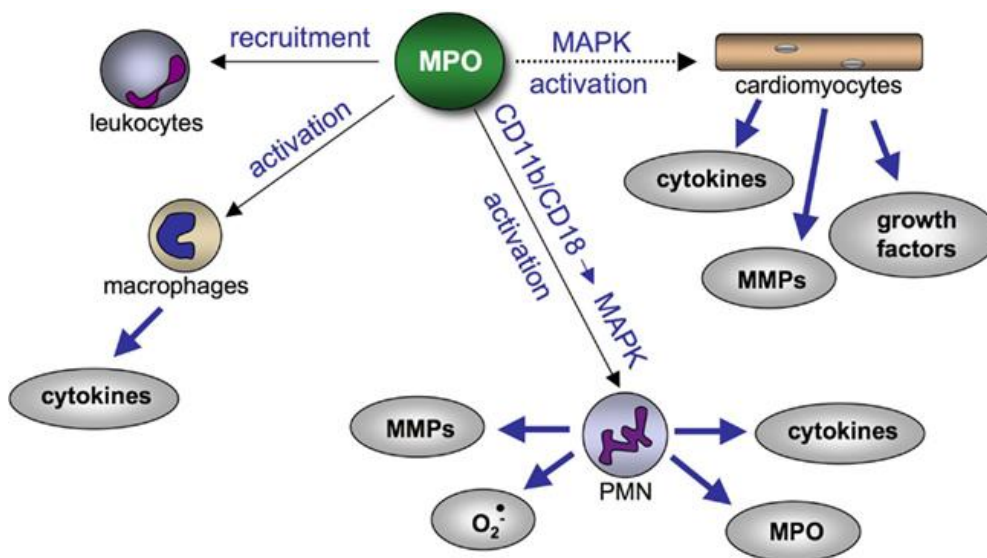 recruitment
MPO
MAPK
activation
leukocytes
cardiomyocytes
activation
CD11b/CD18 → MAPK
activation
cytokines
growth
factors
MMPs
macrophages
cytokines
MMPs
cytokines
PMN
O₂•-
MPO